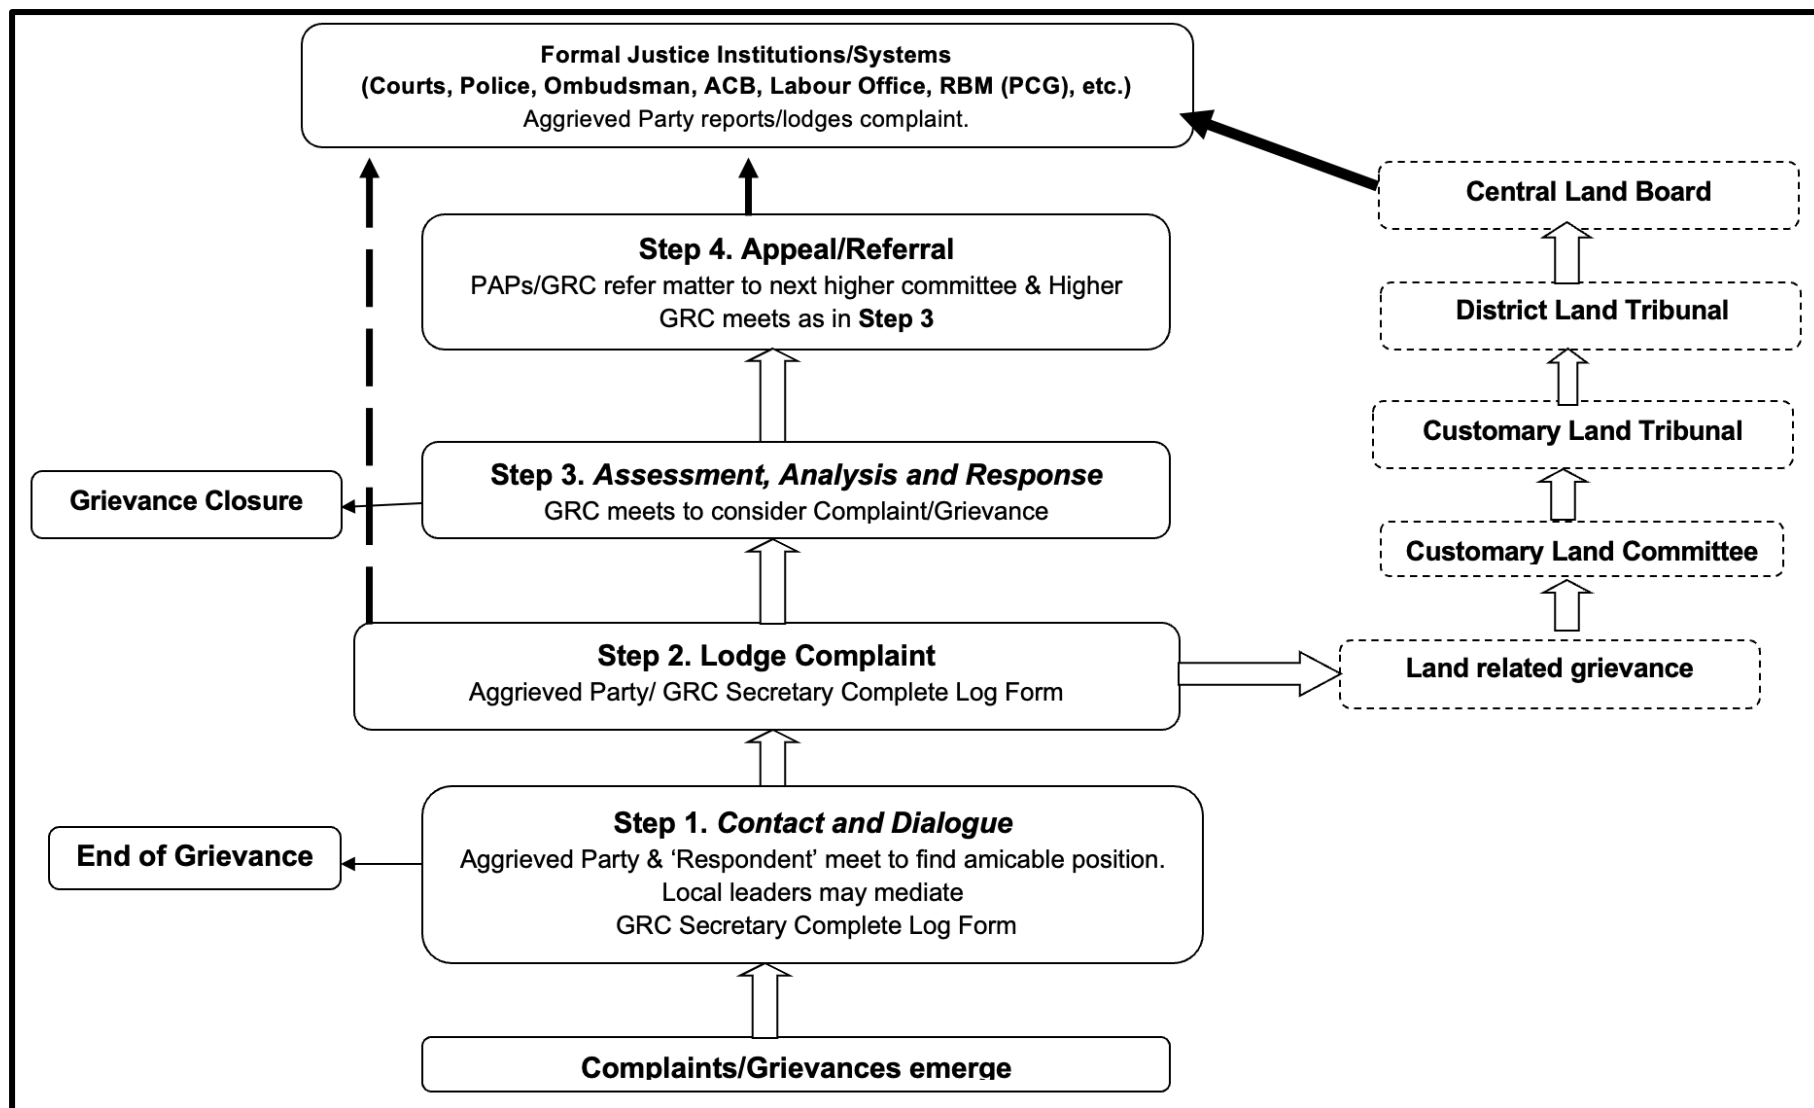 Formal Justice Institutions/Systems
(Courts, Police, Ombudsman, ACB, Labour Office, RBM (PCG), etc.)
Aggrieved Party reports/lodges complaint.
Central Land Board
Step 4. Appeal/Referral
PAPs/GRC refer matter to next higher committee & Higher
GRC meets as in Step 3
District Land Tribunal
Customary Land Tribunal
Step 3. Assessment, Analysis and Response
GRC meets to consider Complaint/Grievance
Grievance Closure
Customary Land Committee
Step 2. Lodge Complaint
Aggrieved Party/ GRC Secretary Complete Log Form
Land related grievance
Step 1. Contact and Dialogue
Aggrieved Party & ‘Respondent’ meet to find amicable position.
Local leaders may mediate
GRC Secretary Complete Log Form
End of Grievance
Complaints/Grievances emerge